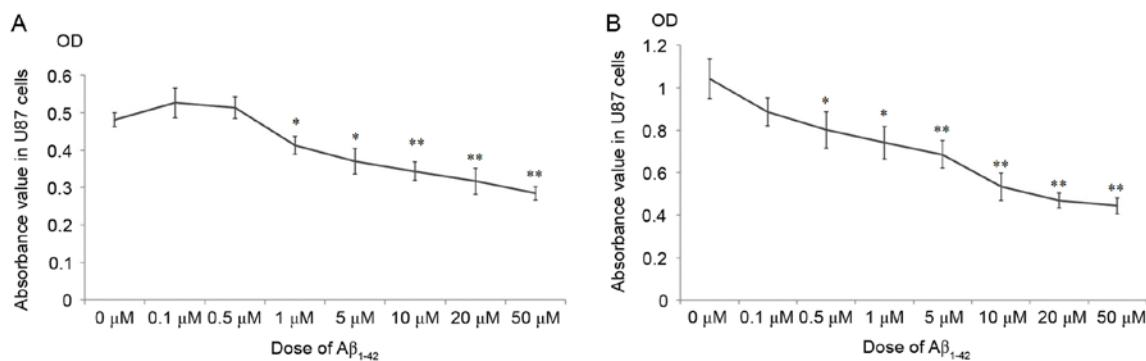 A
OD
Absorbance value in U87 cells
0.6
0.5
0.4
0.3
0.2
0.1
0
* * ** ** **
0 μM 0.1 μM 0.5 μM 1 μM 5 μM 10 μM 20 μM 50 μM
Dose of Aβ1-42
B
OD
Absorbance value in U87 cells
1.2
1
0.8
0.6
0.4
0.2
0
* * ** ** ** **
0 μM 0.1 μM 0.5 μM 1 μM 5 μM 10 μM 20 μM 50 μM
Dose of Aβ1-42